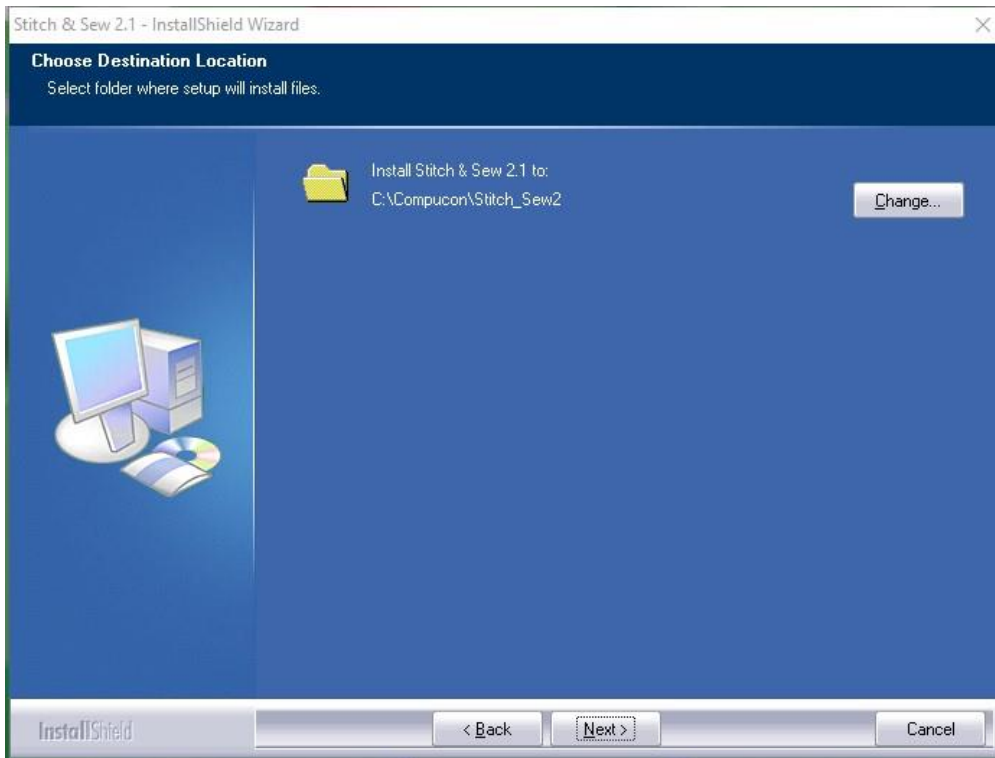 Stitch & Sew 2.1 - InstallShield Wizard
Choose Destination Location
Select folder where setup will install files.
Install Stitch & Sew 2.1 to:
C:\Compucon\Stitch_Sew2
Change...
InstallShield
< Back
Next >
Cancel